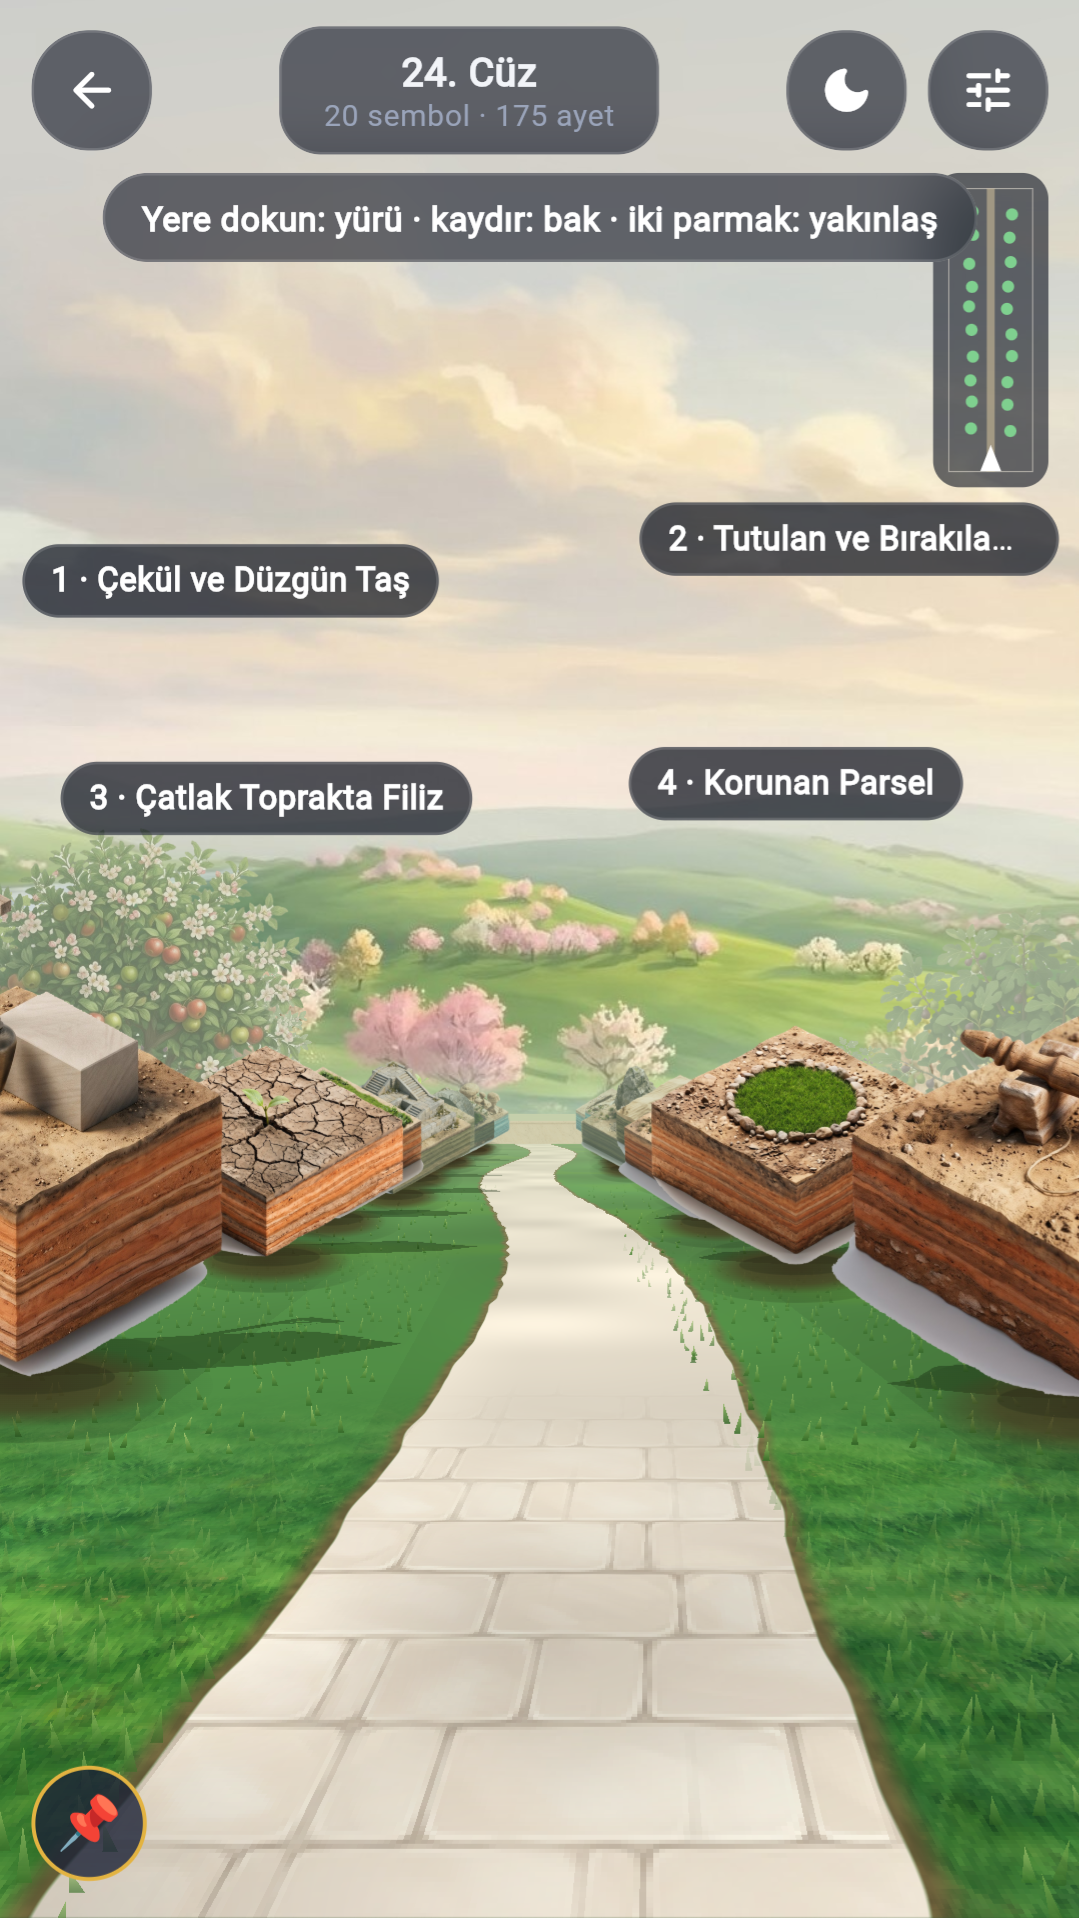 24. Cüz
20 sembol · 175 ayet
Yere dokun: yürü · kaydır: bak · iki parmak: yakınlaş
2 · Tutulan ve Bırakıla...
1 · Çekül ve Düzgün Taş
4 · Korunan Parsel
3 · Çatlak Toprakta Filiz